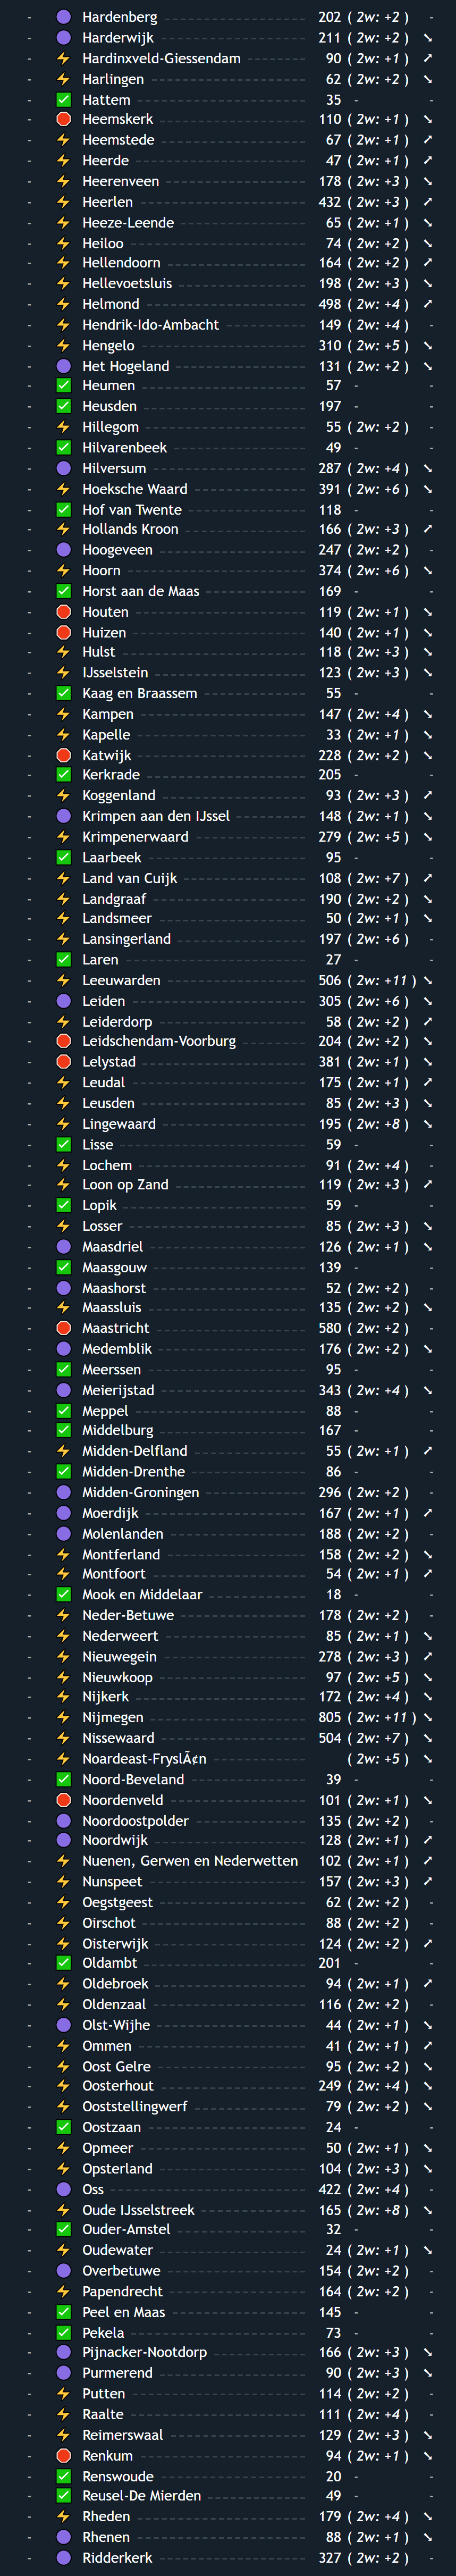 - Hardenberg 202 ( 2w: +2 ) -
- Harderwijk 211 ( 2w: +2 ) ↘
- Hardinxveld-Giessendam 90 ( 2w: +1 ) ↗
- Harlingen 62 ( 2w: +2 ) ↘
- Hattem 35 - -
- Heemskerk 110 ( 2w: +1 ) ↘
- Heemstede 67 ( 2w: +1 ) ↗
- Heerde 47 ( 2w: +1 ) ↗
- Heerenveen 178 ( 2w: +3 ) ↘
- Heerlen 432 ( 2w: +3 ) ↗
- Heeze-Leende 65 ( 2w: +1 ) ↘
- Heiloo 74 ( 2w: +2 ) ↘
- Hellendoorn 164 ( 2w: +2 ) ↗
- Hellevoetsluis 198 ( 2w: +3 ) ↘
- Helmond 498 ( 2w: +4 ) ↗
- Hendrik-Ido-Ambacht 149 ( 2w: +4 ) -
- Hengelo 310 ( 2w: +5 ) ↘
- Het Hogeland 131 ( 2w: +2 ) ↘
- Heumen 57 - -
- Heusden 197 - -
- Hillegom 55 ( 2w: +2 ) -
- Hilvarenbeek 49 - -
- Hilversum 287 ( 2w: +4 ) ↘
- Hoeksche Waard 391 ( 2w: +6 ) ↘
- Hof van Twente 118 - -
- Hollands Kroon 166 ( 2w: +3 ) ↗
- Hoogeveen 247 ( 2w: +2 ) -
- Hoorn 374 ( 2w: +6 ) ↘
- Horst aan de Maas 169 - -
- Houten 119 ( 2w: +1 ) ↘
- Huizen 140 ( 2w: +1 ) ↘
- Hulst 118 ( 2w: +3 ) ↘
- IJsselstein 123 ( 2w: +3 ) ↘
- Kaag en Braassem 55 - -
- Kampen 147 ( 2w: +4 ) ↘
- Kapelle 33 ( 2w: +1 ) ↘
- Katwijk 228 ( 2w: +2 ) ↘
- Kerkrade 205 - -
- Koggenland 93 ( 2w: +3 ) ↗
- Krimpen aan den IJssel 148 ( 2w: +1 ) ↘
- Krimpenerwaard 279 ( 2w: +5 ) ↘
- Laarbeek 95 - -
- Land van Cuijk 108 ( 2w: +7 ) ↗
- Landgraaf 190 ( 2w: +2 ) ↘
- Landsmeer 50 ( 2w: +1 ) ↘
- Lansingerland 197 ( 2w: +6 ) -
- Laren 27 - -
- Leeuwarden 506 ( 2w: +11 ) ↘
- Leiden 305 ( 2w: +6 ) ↘
- Leiderdorp 58 ( 2w: +2 ) ↗
- Leidschendam-Voorburg 204 ( 2w: +2 ) ↘
- Lelystad 381 ( 2w: +1 ) ↘
- Leudal 175 ( 2w: +1 ) ↗
- Leusden 85 ( 2w: +3 ) ↘
- Lingewaard 195 ( 2w: +8 ) ↘
- Lisse 59 - -
- Lochem 91 ( 2w: +4 ) -
- Loon op Zand 119 ( 2w: +3 ) ↗
- Lopik 59 - -
- Losser 85 ( 2w: +3 ) ↘
- Maasdriel 126 ( 2w: +1 ) ↘
- Maasgouw 139 - -
- Maashorst 52 ( 2w: +2 ) -
- Maassluis 135 ( 2w: +2 ) ↘
- Maastricht 580 ( 2w: +2 ) -
- Medemblik 176 ( 2w: +2 ) ↘
- Meerssen 95 - -
- Meierijstad 343 ( 2w: +4 ) ↘
- Meppel 88 - -
- Middelburg 167 - -
- Midden-Delfland 55 ( 2w: +1 ) ↗
- Midden-Drenthe 86 - -
- Midden-Groningen 296 ( 2w: +2 ) -
- Moerdijk 167 ( 2w: +1 ) ↗
- Molenlanden 188 ( 2w: +2 ) -
- Montferland 158 ( 2w: +2 ) ↘
- Montfoort 54 ( 2w: +1 ) ↗
- Mook en Middelaar 18 - -
- Neder-Betuwe 178 ( 2w: +2 ) -
- Nederweert 85 ( 2w: +1 ) ↘
- Nieuwegein 278 ( 2w: +3 ) ↗
- Nieuwkoop 97 ( 2w: +5 ) ↘
- Nijkerk 172 ( 2w: +4 ) ↘
- Nijmegen 805 ( 2w: +11 ) ↘
- Nissewaard 504 ( 2w: +7 ) ↘
- Noardeast-FryslÃ¢n ( 2w: +5 ) ↘
- Noord-Beveland 39 - -
- Noordenveld 101 ( 2w: +1 ) ↘
- Noordoostpolder 135 ( 2w: +2 ) -
- Noordwijk 128 ( 2w: +1 ) ↗
- Nuenen, Gerwen en Nederwetten 102 ( 2w: +1 ) ↗
- Nunspeet 157 ( 2w: +3 ) ↗
- Oegstgeest 62 ( 2w: +2 ) -
- Oirschot 88 ( 2w: +2 ) -
- Oisterwijk 124 ( 2w: +2 ) ↗
- Oldambt 201 - -
- Oldebroek 94 ( 2w: +1 ) ↗
- Oldenzaal 116 ( 2w: +2 ) -
- Olst-Wijhe 44 ( 2w: +1 ) ↘
- Ommen 41 ( 2w: +1 ) ↗
- Oost Gelre 95 ( 2w: +2 ) ↘
- Oosterhout 249 ( 2w: +4 ) ↘
- Ooststellingwerf 79 ( 2w: +2 ) ↘
- Oostzaan 24 - -
- Opmeer 50 ( 2w: +1 ) ↘
- Opsterland 104 ( 2w: +3 ) ↘
- Oss 422 ( 2w: +4 ) -
- Oude IJsselstreek 165 ( 2w: +8 ) ↘
- Ouder-Amstel 32 - -
- Oudewater 24 ( 2w: +1 ) ↘
- Overbetuwe 154 ( 2w: +2 ) -
- Papendrecht 164 ( 2w: +2 ) -
- Peel en Maas 145 - -
- Pekela 73 - -
- Pijnacker-Nootdorp 166 ( 2w: +3 ) ↘
- Purmerend 90 ( 2w: +3 ) ↘
- Putten 114 ( 2w: +2 ) -
- Raalte 111 ( 2w: +4 ) -
- Reimerswaal 129 ( 2w: +3 ) ↘
- Renkum 94 ( 2w: +1 ) ↘
- Renswoude 20 - -
- Reusel-De Mierden 49 - -
- Rheden 179 ( 2w: +4 ) ↘
- Rhenen 88 ( 2w: +1 ) ↘
- Ridderkerk 327 ( 2w: +2 ) -